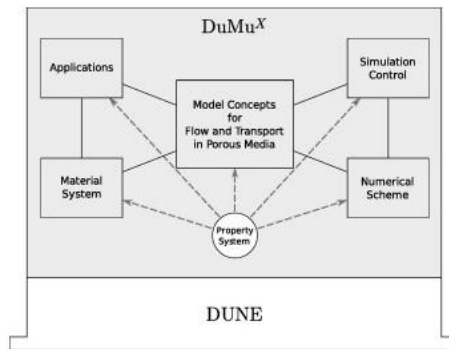 DuMuˣ
Applications
Simulation
Control
Model Concepts
for
Flow and Transport
in Porous Media
Material
System
Numerical
Scheme
Property
System
DUNE